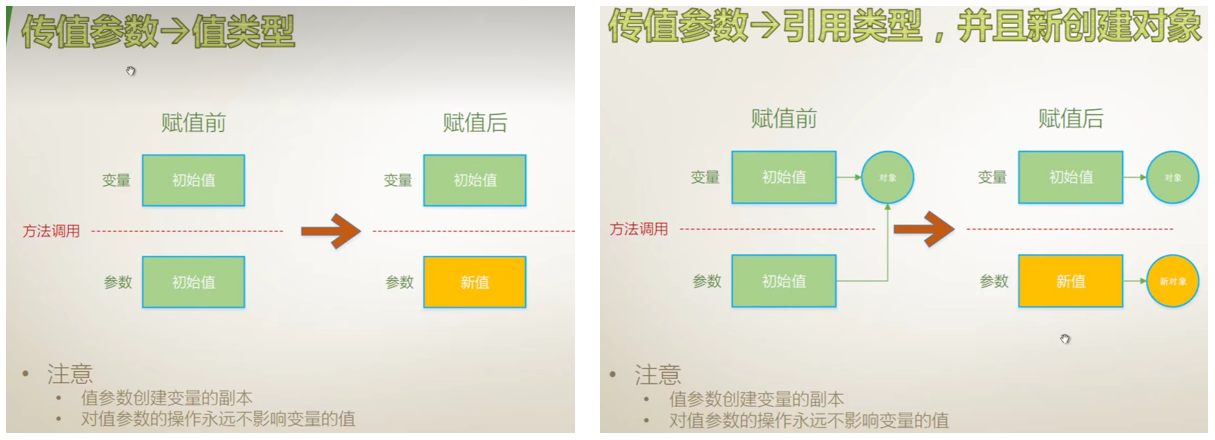 传值参数→值类型
赋值前
赋值后
变量
初始值
变量
初始值
方法调用
参数
初始值
参数
新值
• 注意
• 值参数创建变量的副本
• 对值参数的操作永远不影响变量的值
传值参数→引用类型，并且新创建对象
赋值前
赋值后
变量
初始值
对象
变量
初始值
对象
方法调用
参数
初始值
参数
新值
新对象
• 注意
• 值参数创建变量的副本
• 对值参数的操作永远不影响变量的值